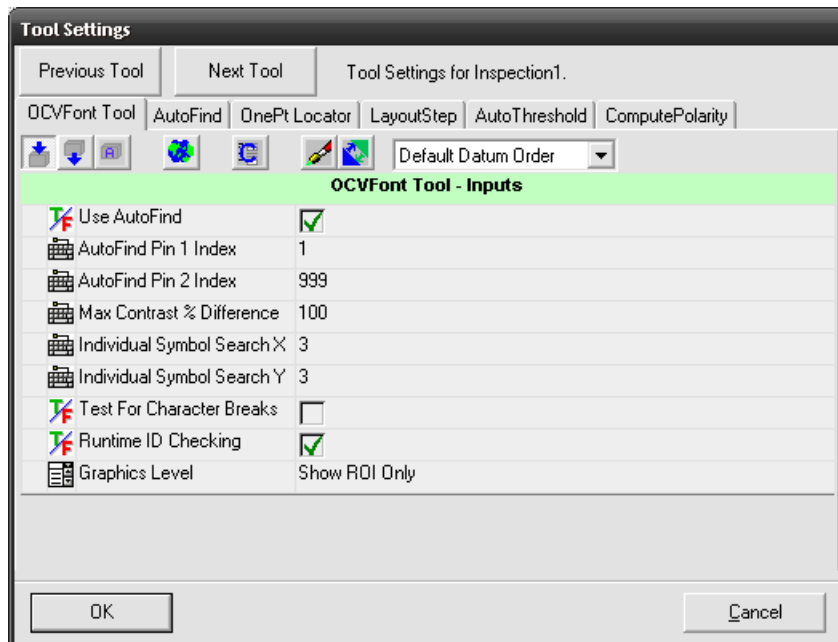 Tool Settings
Previous Tool Next Tool Tool Settings for Inspection1.
OCVFont Tool AutoFind OnePt Locator LayoutStep AutoThreshold ComputePolarity
Default Datum Order
OCVFont Tool - Inputs
Use AutoFind
AutoFind Pin 1 Index 1
AutoFind Pin 2 Index 999
Max Contrast % Difference 100
Individual Symbol Search X 3
Individual Symbol Search Y 3
Test For Character Breaks
Runtime ID Checking
Graphics Level Show ROI Only
OK Cancel